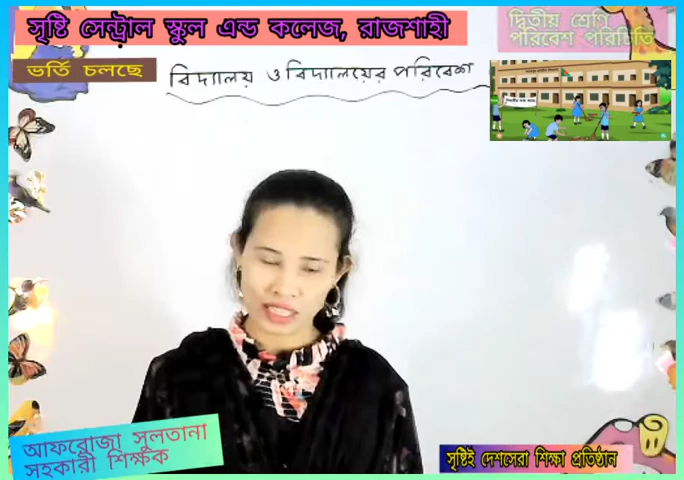 সৃষ্টি সেন্ট্রাল স্কুল এন্ড কলেজ, রাজশাহী
দ্বিতীয় শ্রেণি
পরিবেশ পরিচিতি
ভর্তি চলছে
বিদ্যালয় ও বিদ্যালয়ের পরিবেশ
আফরোজা সুলতানা
সহকারী শিক্ষক
সৃষ্টিই দেশসেরা শিক্ষা প্রতিষ্ঠান